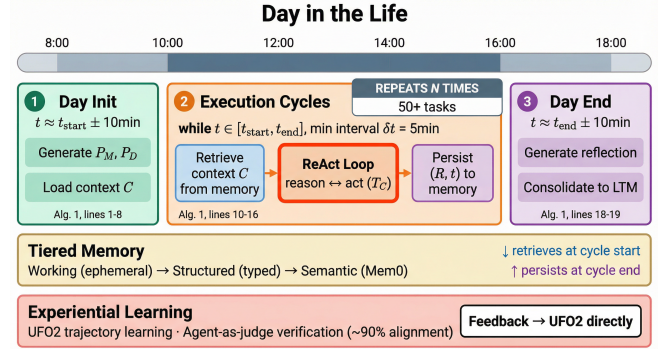 Day in the Life
8:00 10:00 12:00 14:00 16:00 18:00
1 Day Init
t ≈ t_start ± 10min
Generate P_M, P_D
Load context C
Alg. 1, lines 1-8
2 Execution Cycles
REPEATS N TIMES
50+ tasks
while t ∈ [t_start, t_end], min interval δt = 5min
Retrieve
context C
from memory
ReAct Loop
reason ↔ act (T_C)
Persist
(R, t) to
memory
Alg. 1, lines 10-16
3 Day End
t ≈ t_end ± 10min
Generate reflection
Consolidate to LTM
Alg. 1, lines 18-19
Tiered Memory
Working (ephemeral) → Structured (typed) → Semantic (Mem0)
↓ retrieves at cycle start
↑ persists at cycle end
Experiential Learning
UFO2 trajectory learning · Agent-as-judge verification (~90% alignment)
Feedback → UFO2 directly